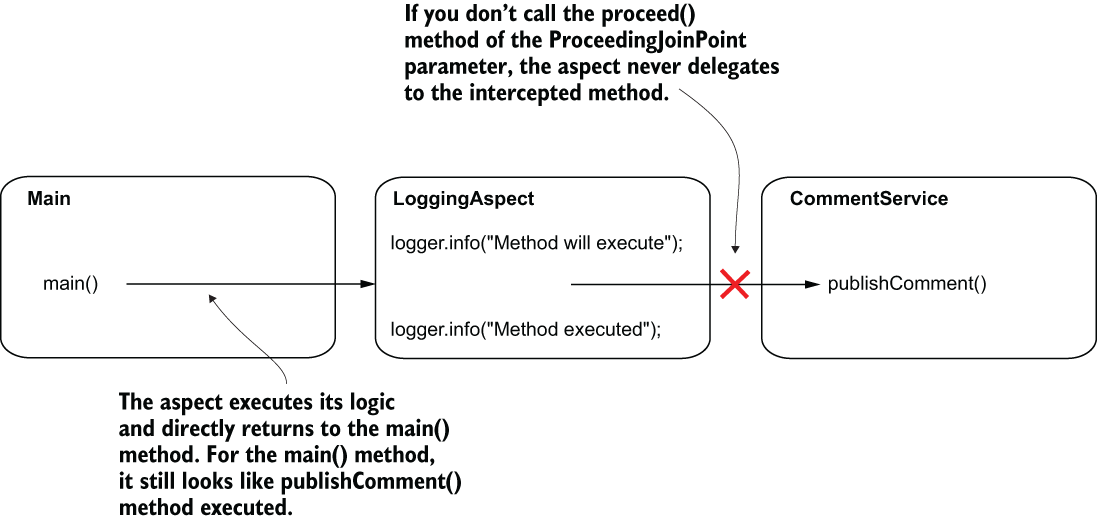 If you don’t call the proceed()
method of the ProceedingJoinPoint
parameter, the aspect never delegates
to the intercepted method.
Main
main()
LoggingAspect
logger.info("Method will execute");
logger.info("Method executed");
CommentService
publishComment()
The aspect executes its logic
and directly returns to the main()
method. For the main() method,
it still looks like publishComment()
method executed.